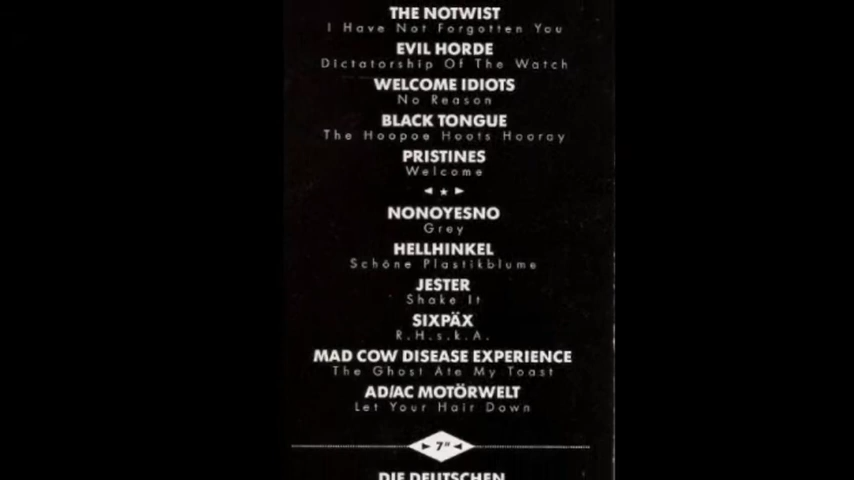 THE NOTWIST
I Have Not Forgotten You
EVIL HORDE
Dictatorship Of The Watch
WELCOME IDIOTS
No Reason
BLACK TONGUE
The Hoopoe Hoots Hooray
PRISTINES
Welcome
◄ ★ ►
NONOYESNO
Grey
HELLHINKEL
Schöne Plastikblume
JESTER
Shake It
SIXPÄX
R.H.s.k.A.
MAD COW DISEASE EXPERIENCE
The Ghost Ate My Toast
AD/AC MOTÖRWELT
Let Your Hair Down
► 7" ◄
DIE DEUTSCHEN